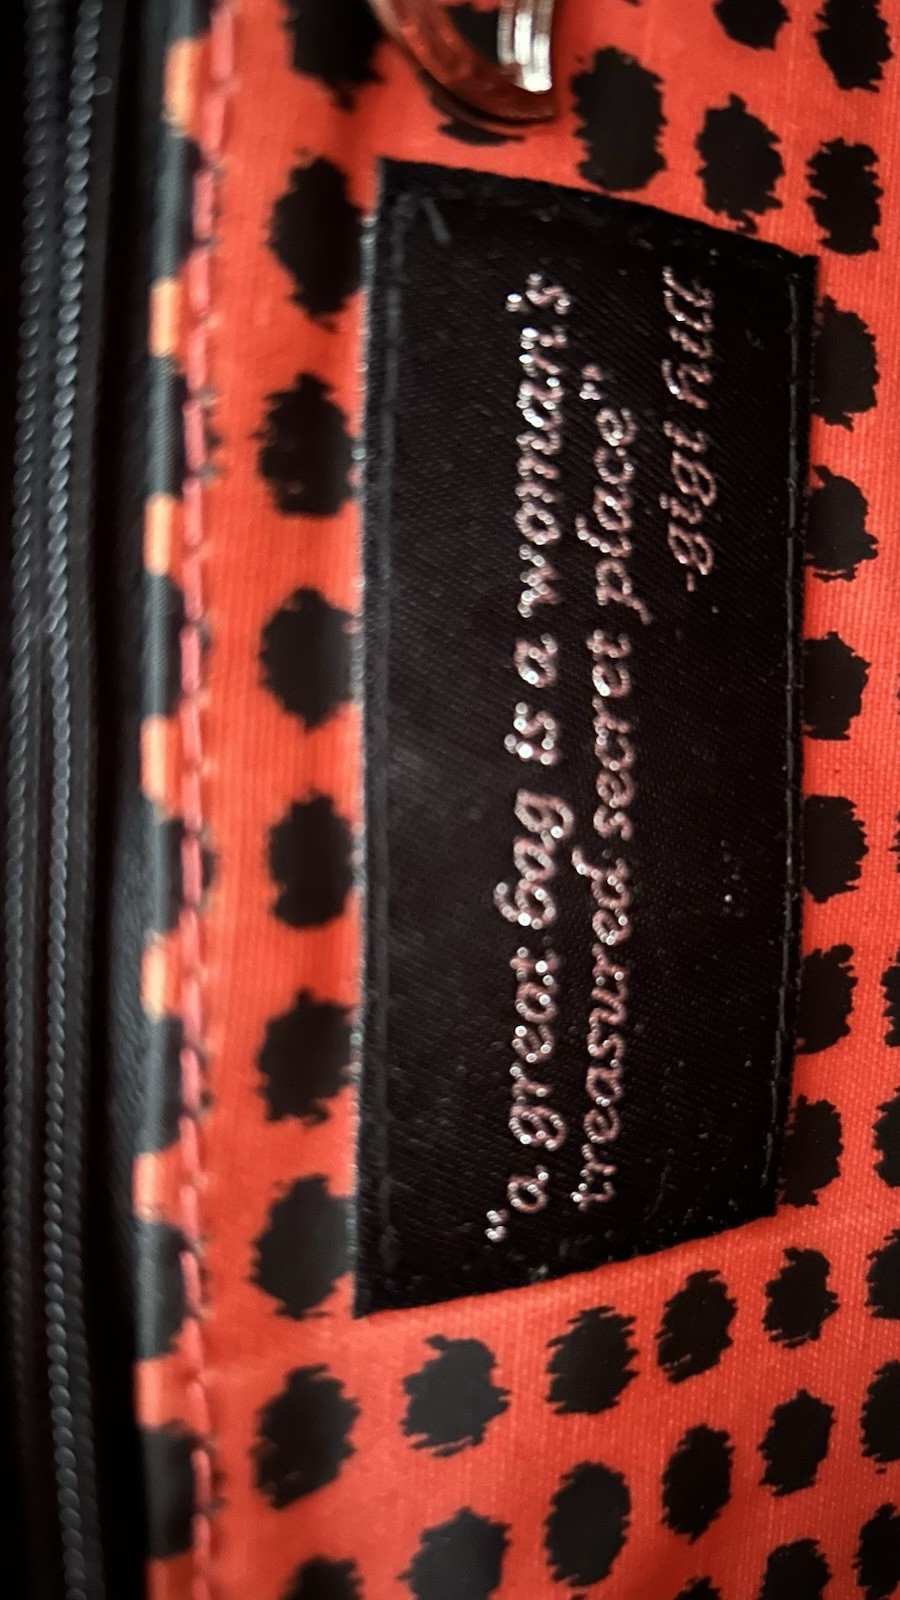 "a great bag is a woman's
treasured secret place"
-gigi hill